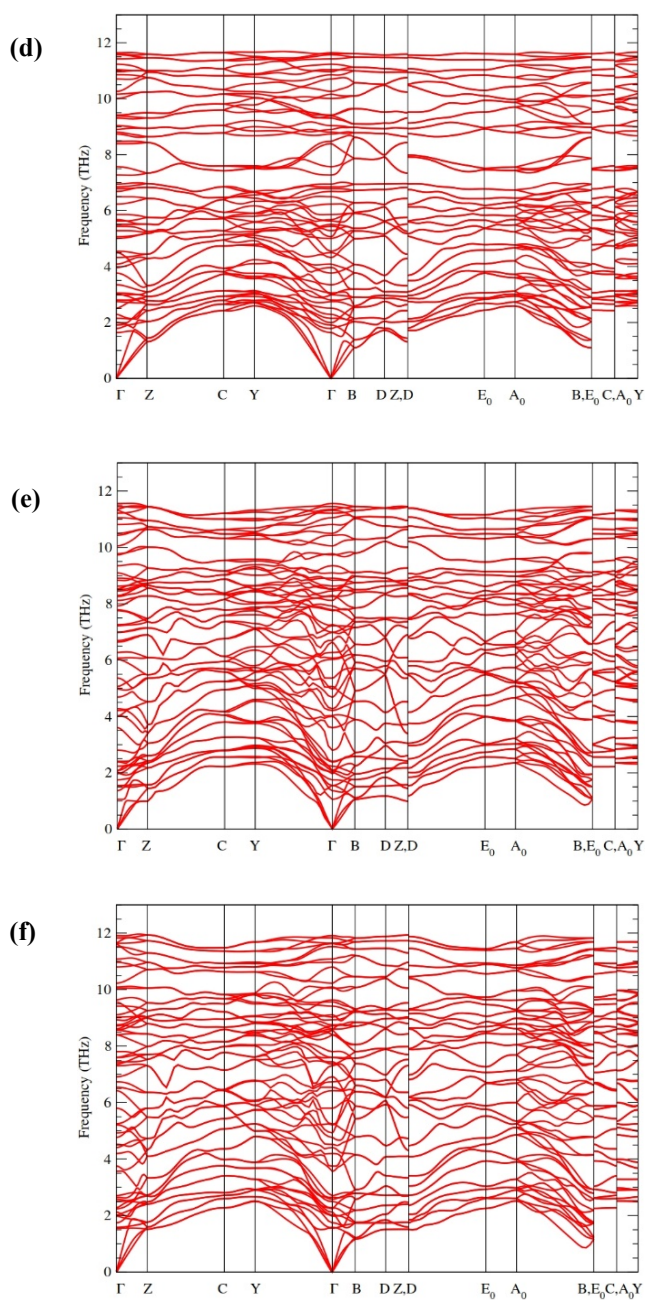 (d)
12
10
8
6
4
2
0
Frequency (THz)
Γ Z C Y Γ B D Z,D E₀ A₀ B,E₀ C,A₀ Y
(e)
12
10
8
6
4
2
0
Frequency (THz)
Γ Z C Y Γ B D Z,D E₀ A₀ B,E₀ C,A₀ Y
(f)
12
10
8
6
4
2
0
Frequency (THz)
Γ Z C Y Γ B D Z,D E₀ A₀ B,E₀ C,A₀ Y